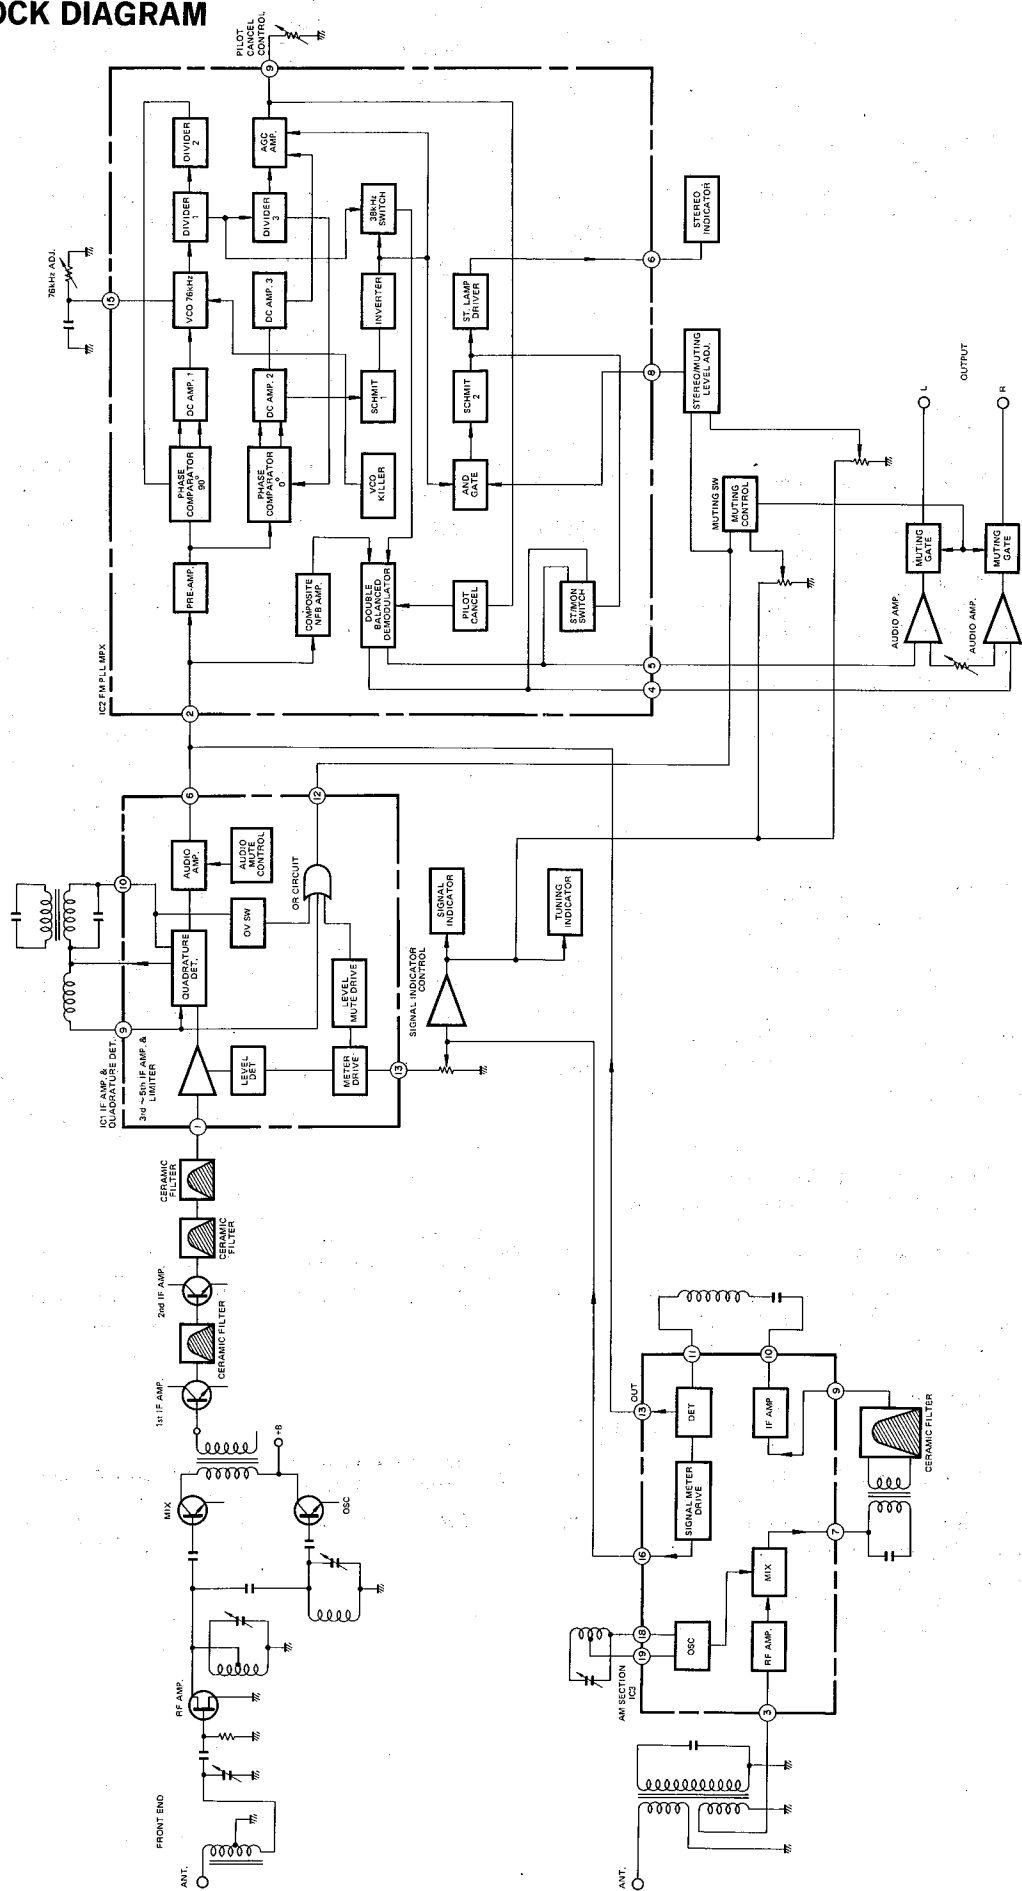 OCK DIAGRAM
PILOT
CANCEL
CONTROL
9
76kHz ADJ.
15
DIVIDER
2
AGC
AMP.
DIVIDER
1
DIVIDER
3
38kHz
SWITCH
VCO 76kHz
DC AMP. 3
INVERTER
ST. LAMP
DRIVER
6
STEREO
INDICATOR
DC AMP. 1
DC AMP. 2
SCHMIT
1
SCHMIT
2
8
STEREO/MUTING
LEVEL ADJ.
PHASE
COMPARATOR
90°
PHASE
COMPARATOR
0°
VCO
KILLER
AND
GATE
MUTING SW
MUTING
CONTROL
PRE-AMP.
COMPOSITE
NFB AMP.
DOUBLE
BALANCED
DEMODULATOR
PILOT
CANCEL
ST/MON
SWITCH
IC2 FM PLL MPX
2
5
4
OUTPUT
L
R
MUTING
GATE
MUTING
GATE
AUDIO AMP.
AUDIO AMP.
6
12
10
AUDIO
AMP.
AUDIO
MUTE
CONTROL
OR CIRCUIT
OV SW
QUADRATURE
DET.
LEVEL
MUTE DRIVE
9
LEVEL
DET
METER
DRIVE
13
IC1 IF AMP. &
QUADRATURE DET.
3rd ~ 5th IF AMP. &
LIMITER
1
SIGNAL INDICATOR
CONTROL
SIGNAL
INDICATOR
TUNING
INDICATOR
CERAMIC
FILTER
CERAMIC
FILTER
2nd IF AMP.
CERAMIC FILTER
1st IF AMP.
+B
MIX
OSC
RF AMP.
FRONT END
ANT.
11
10
OUT
13
DET
IF AMP
9
CERAMIC FILTER
SIGNAL METER
DRIVE
7
16
MIX
18
19
OSC
RF AMP.
AM SECTION
IC3
3
ANT.